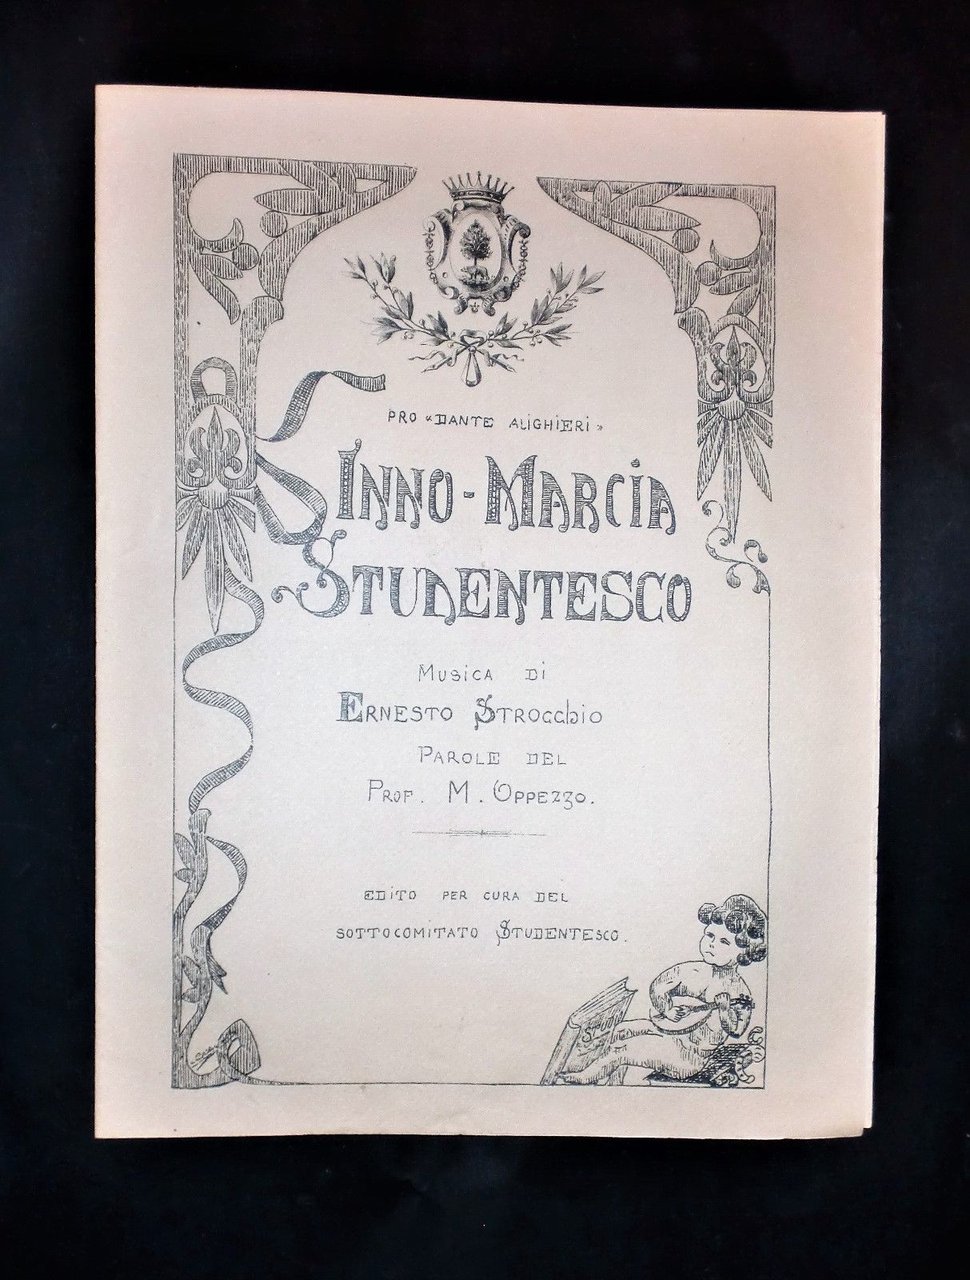 PRO «DANTE ALIGHIERI»
INNO-MARCIA
STUDENTESCO
MUSICA DI
ERNESTO STROCCHIO
PAROLE DEL
PROF. M. OPPEZZO.
EDITO PER CURA DEL
SOTTOCOMITATO STUDENTESCO.